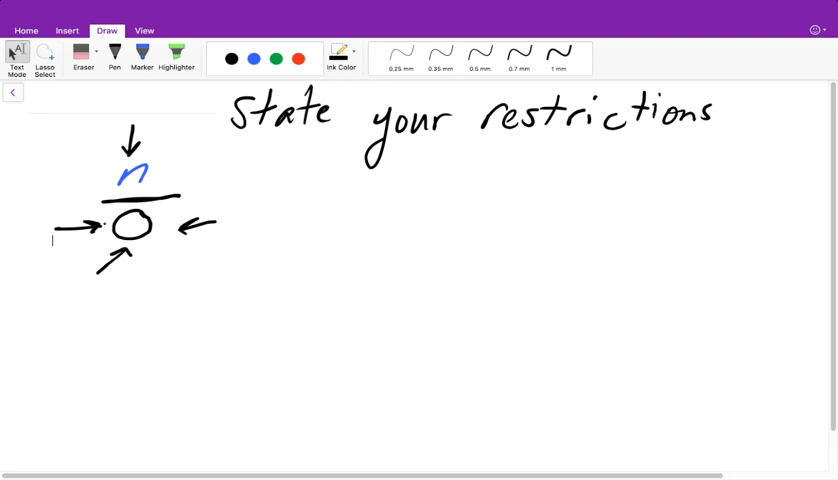 Home Insert Draw View
Text Mode Lasso Select Eraser Pen Marker Highlighter Ink Color 0.25 mm 0.35 mm 0.5 mm 0.7 mm 1 mm
State your restrictions
n
0